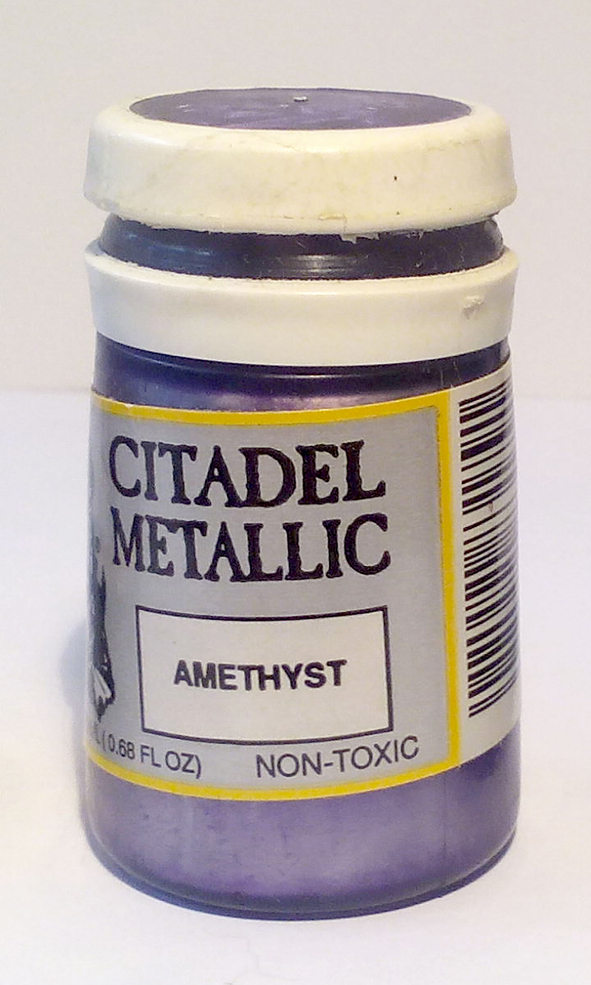 CITADEL
METALLIC
AMETHYST
(0.68 FL OZ) NON-TOXIC